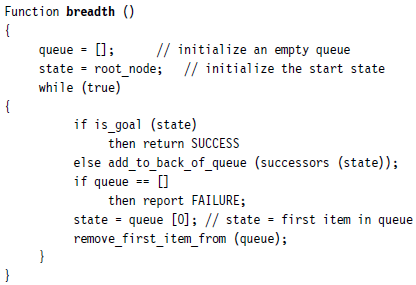 Function breadth ()
{
queue = []; // initialize an empty queue
state = root_node; // initialize the start state
while (true)
{
if is_goal (state)
then return SUCCESS
else add_to_back_of_queue (successors (state));
if queue == []
then report FAILURE;
state = queue [0]; // state = first item in queue
remove_first_item_from (queue);
}
}